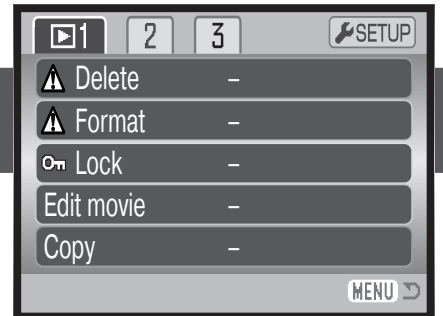 1 2 3 SETUP
Delete –
Format –
Lock –
Edit movie –
Copy –
MENU